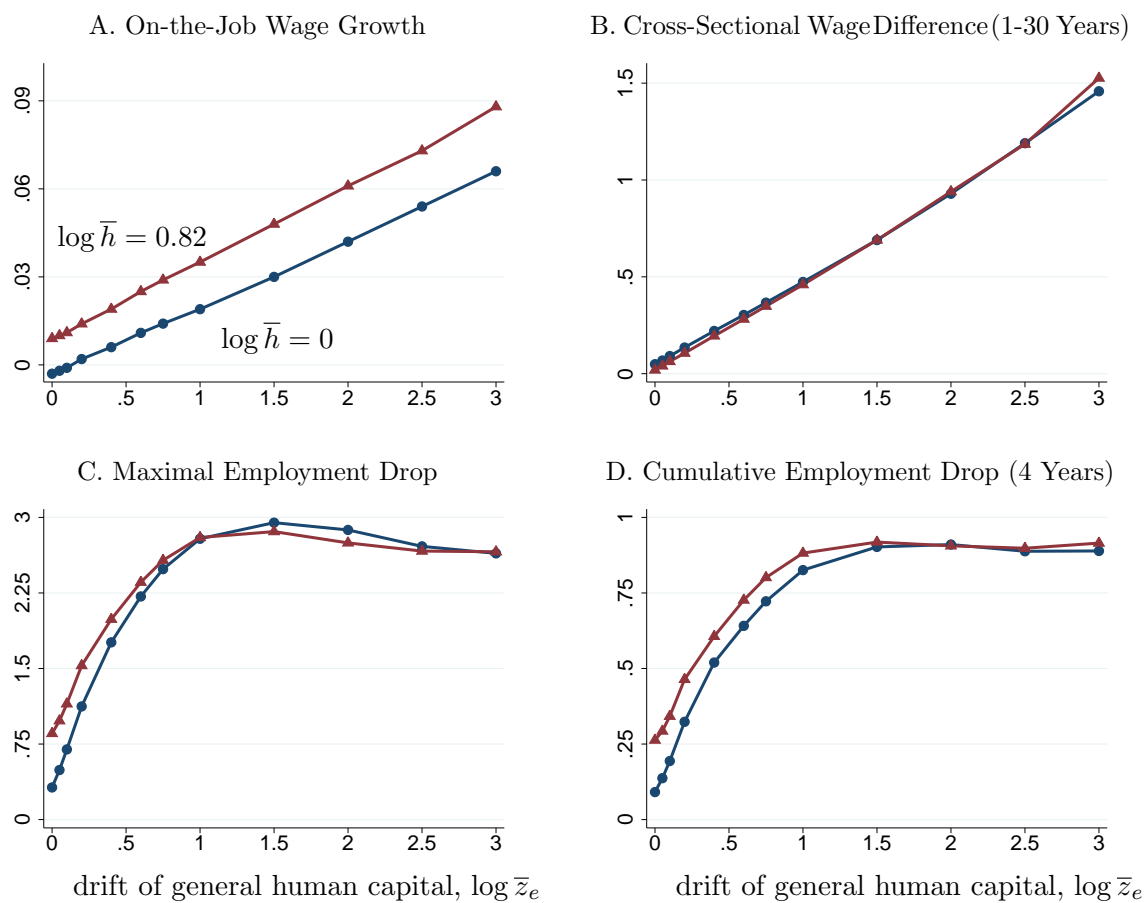 A. On-the-Job Wage Growth
.09
.06
.03
0
log h̅ = 0.82
log h̅ = 0
0 .5 1 1.5 2 2.5 3
B. Cross-Sectional Wage Difference (1-30 Years)
1.5
1
.5
0
0 .5 1 1.5 2 2.5 3
C. Maximal Employment Drop
3
2.25
1.5
.75
0
0 .5 1 1.5 2 2.5 3
drift of general human capital, log z̅ₑ
D. Cumulative Employment Drop (4 Years)
1
.75
.5
.25
0
0 .5 1 1.5 2 2.5 3
drift of general human capital, log z̅ₑ